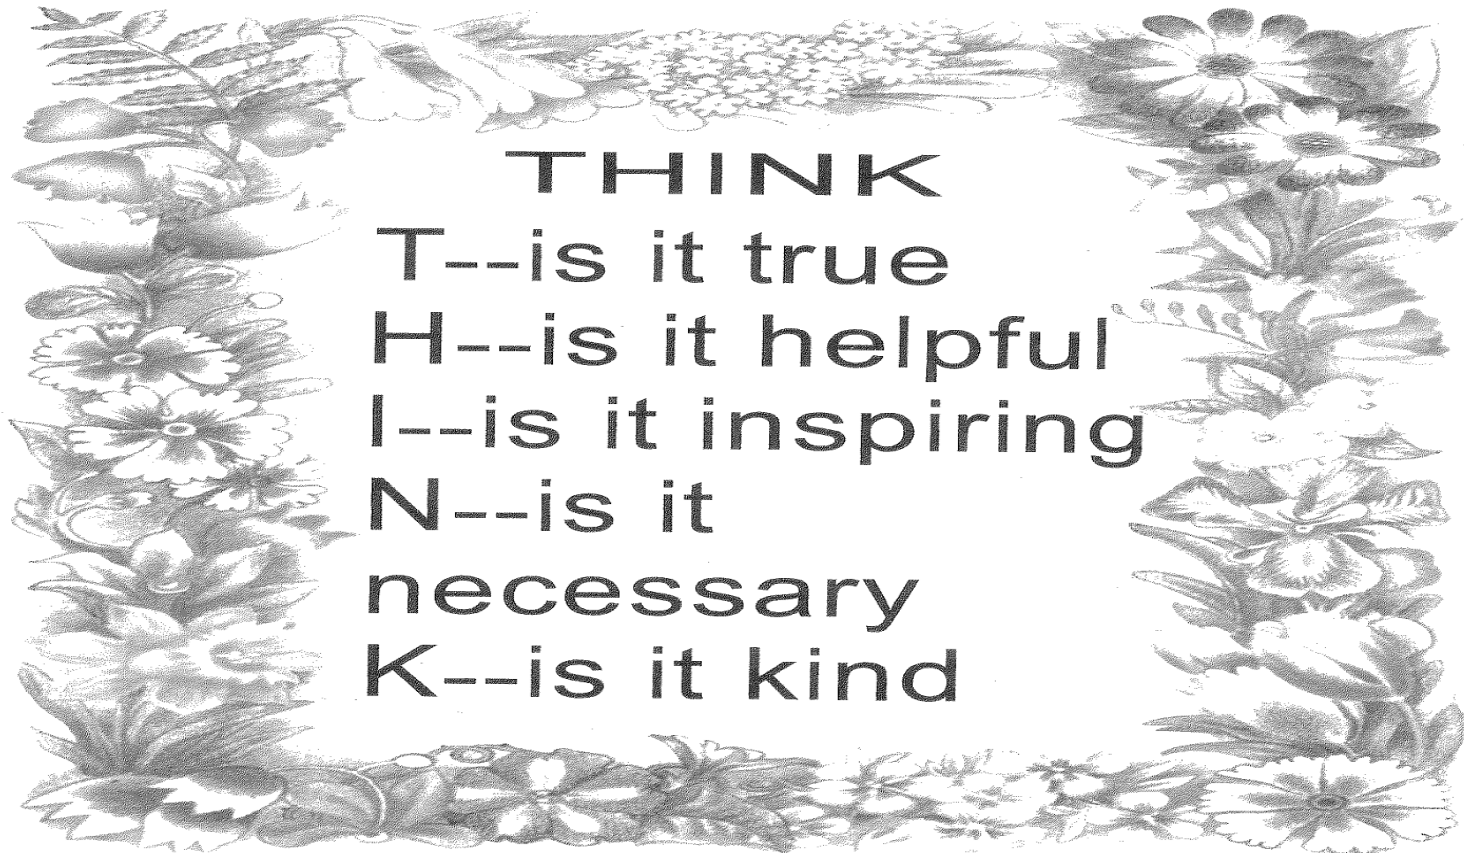 THINK
T--is it true
H--is it helpful
I--is it inspiring
N--is it
necessary
K--is it kind